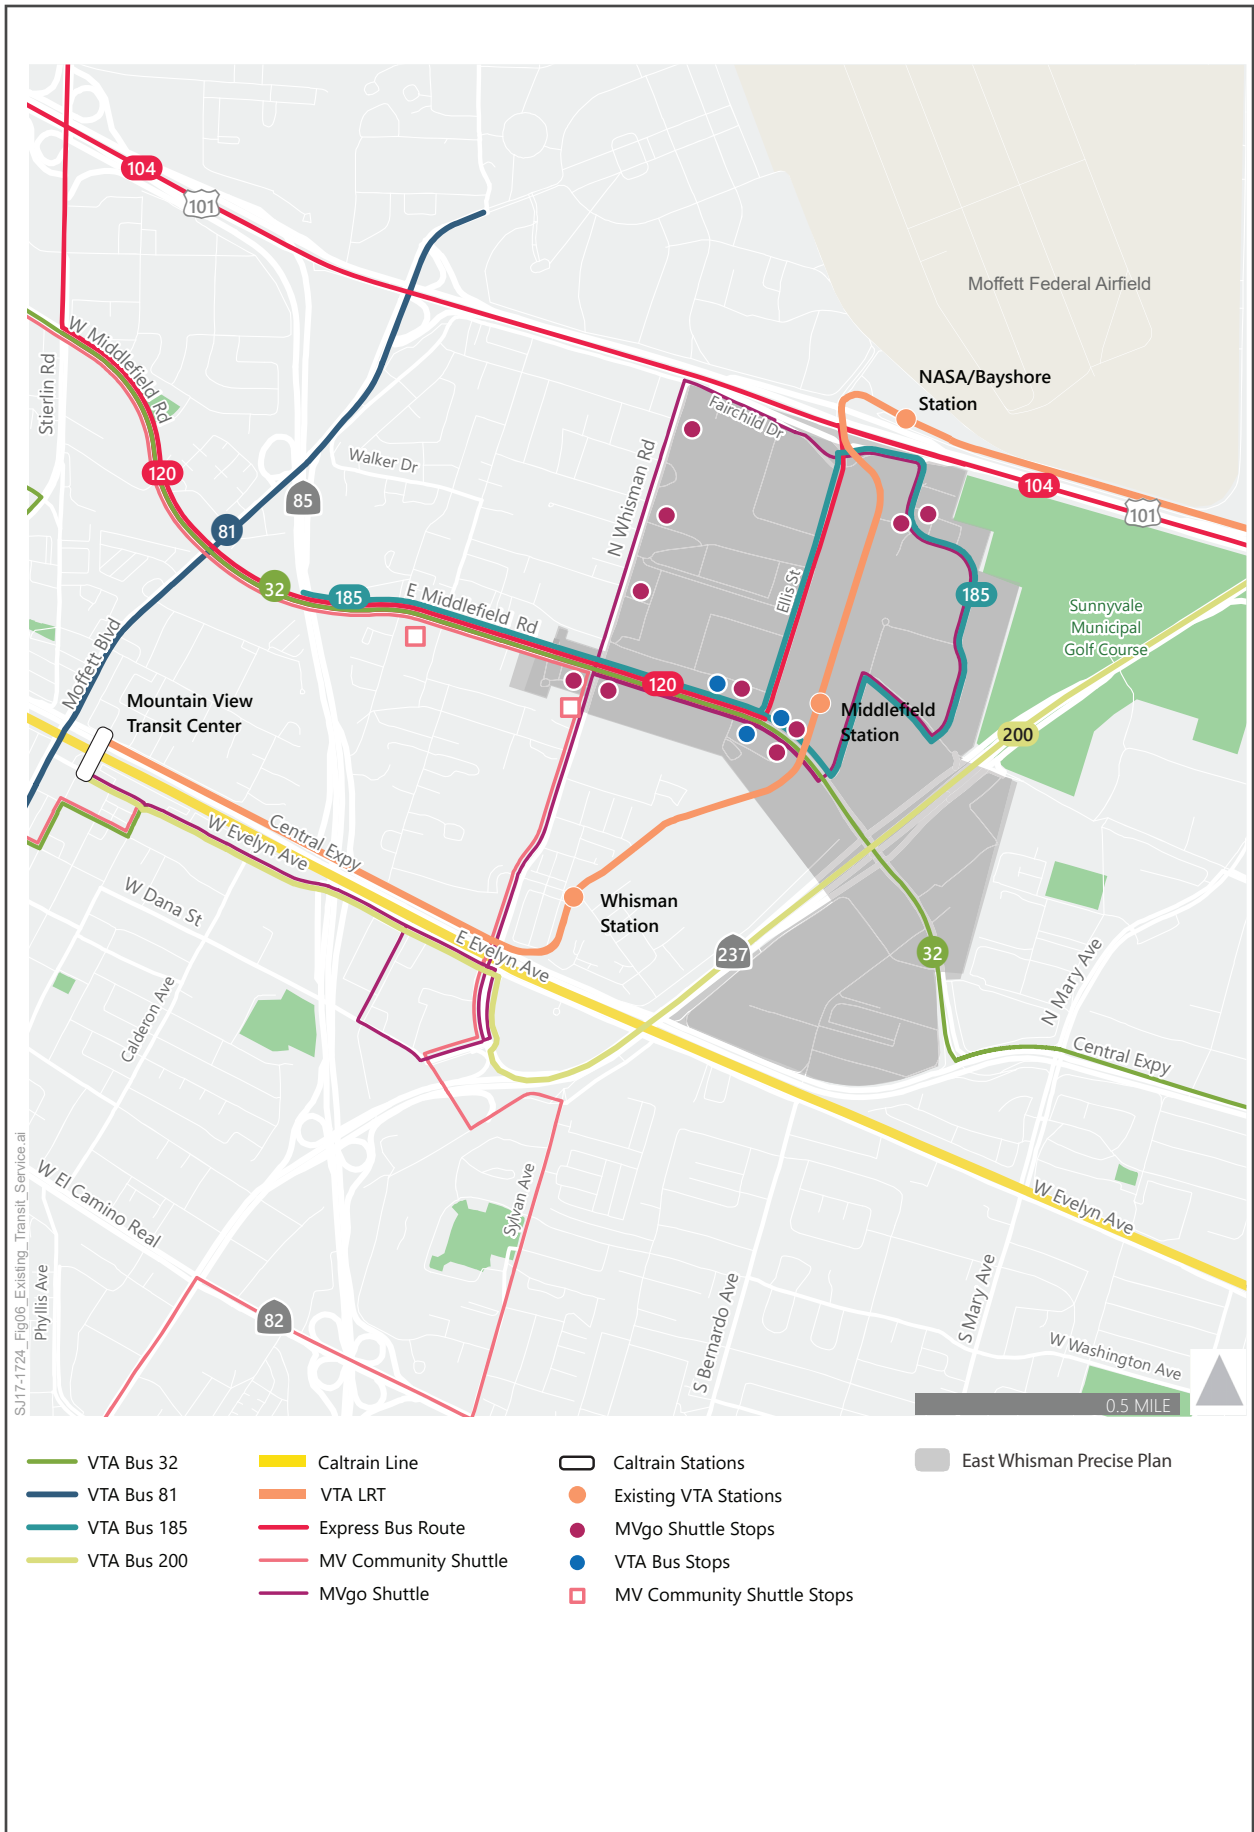 104
101
Moffett Federal Airfield
W Middlefield Rd
Stierlin Rd
NASA/Bayshore
Station
Fairchild Dr
Walker Dr
N Whisman Rd
120
85
104
101
81
32
185
E Middlefield Rd
Ellis St
185
Sunnyvale
Municipal
Golf Course
Moffett Blvd
Mountain View
Transit Center
120
Middlefield
Station
200
Central Expy
W Evelyn Ave
W Dana St
Whisman
Station
E Evelyn Ave
237
32
N Mary Ave
Calderon Ave
Central Expy
SJ17-1724_Fig06_Existing_Transit_Service.ai
W El Camino Real
Sylvan Ave
W Evelyn Ave
Phyllis Ave
82
S Bernardo Ave
S Mary Ave
W Washington Ave
0.5 MILE
VTA Bus 32
VTA Bus 81
VTA Bus 185
VTA Bus 200
Caltrain Line
VTA LRT
Express Bus Route
MV Community Shuttle
MVgo Shuttle
Caltrain Stations
Existing VTA Stations
MVgo Shuttle Stops
VTA Bus Stops
MV Community Shuttle Stops
East Whisman Precise Plan